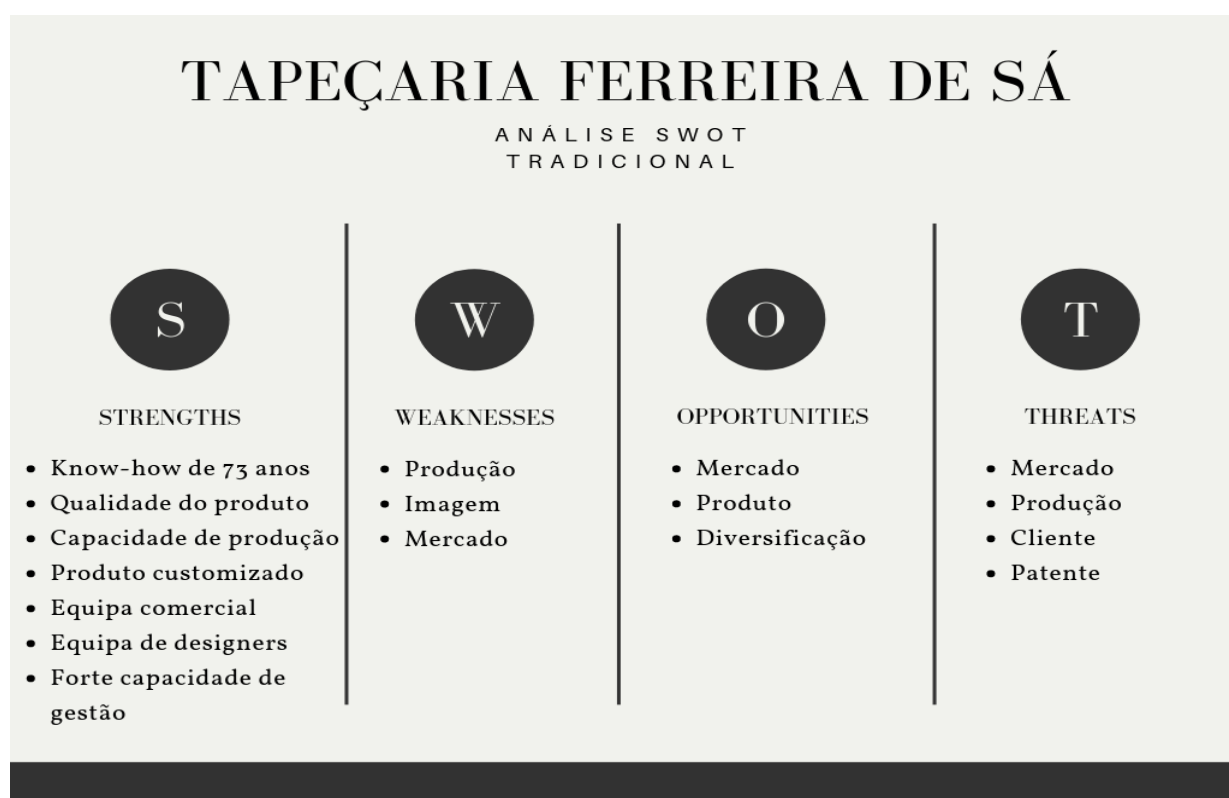 TAPEÇARIA FERREIRA DE SÁ
ANÁLISE SWOT
TRADICIONAL
S
STRENGTHS
• Know-how de 73 anos
• Qualidade do produto
• Capacidade de produção
• Produto customizado
• Equipa comercial
• Equipa de designers
• Forte capacidade de
gestão
W
WEAKNESSES
• Produção
• Imagem
• Mercado
O
OPPORTUNITIES
• Mercado
• Produto
• Diversificação
T
THREATS
• Mercado
• Produção
• Cliente
• Patente